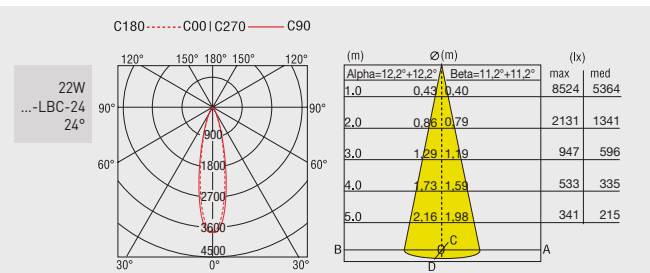 C180 ------ C00 | C270 —— C90
22W
...-LBC-24
24°
120° 150° 180° 150° 120°
90° 90°
60° 60°
30° 0° 30°
900
1800
2700
3600
4500
(m) Ø(m) (lx)
Alpha=12,2°+12,2° Beta=11,2°+11,2° max med
1.0 0,43 0,40 8524 5364
2.0 0,86 0,79 2131 1341
3.0 1,29 1,19 947 596
4.0 1,73 1,59 533 335
5.0 2,16 1,98 341 215
B C A
D